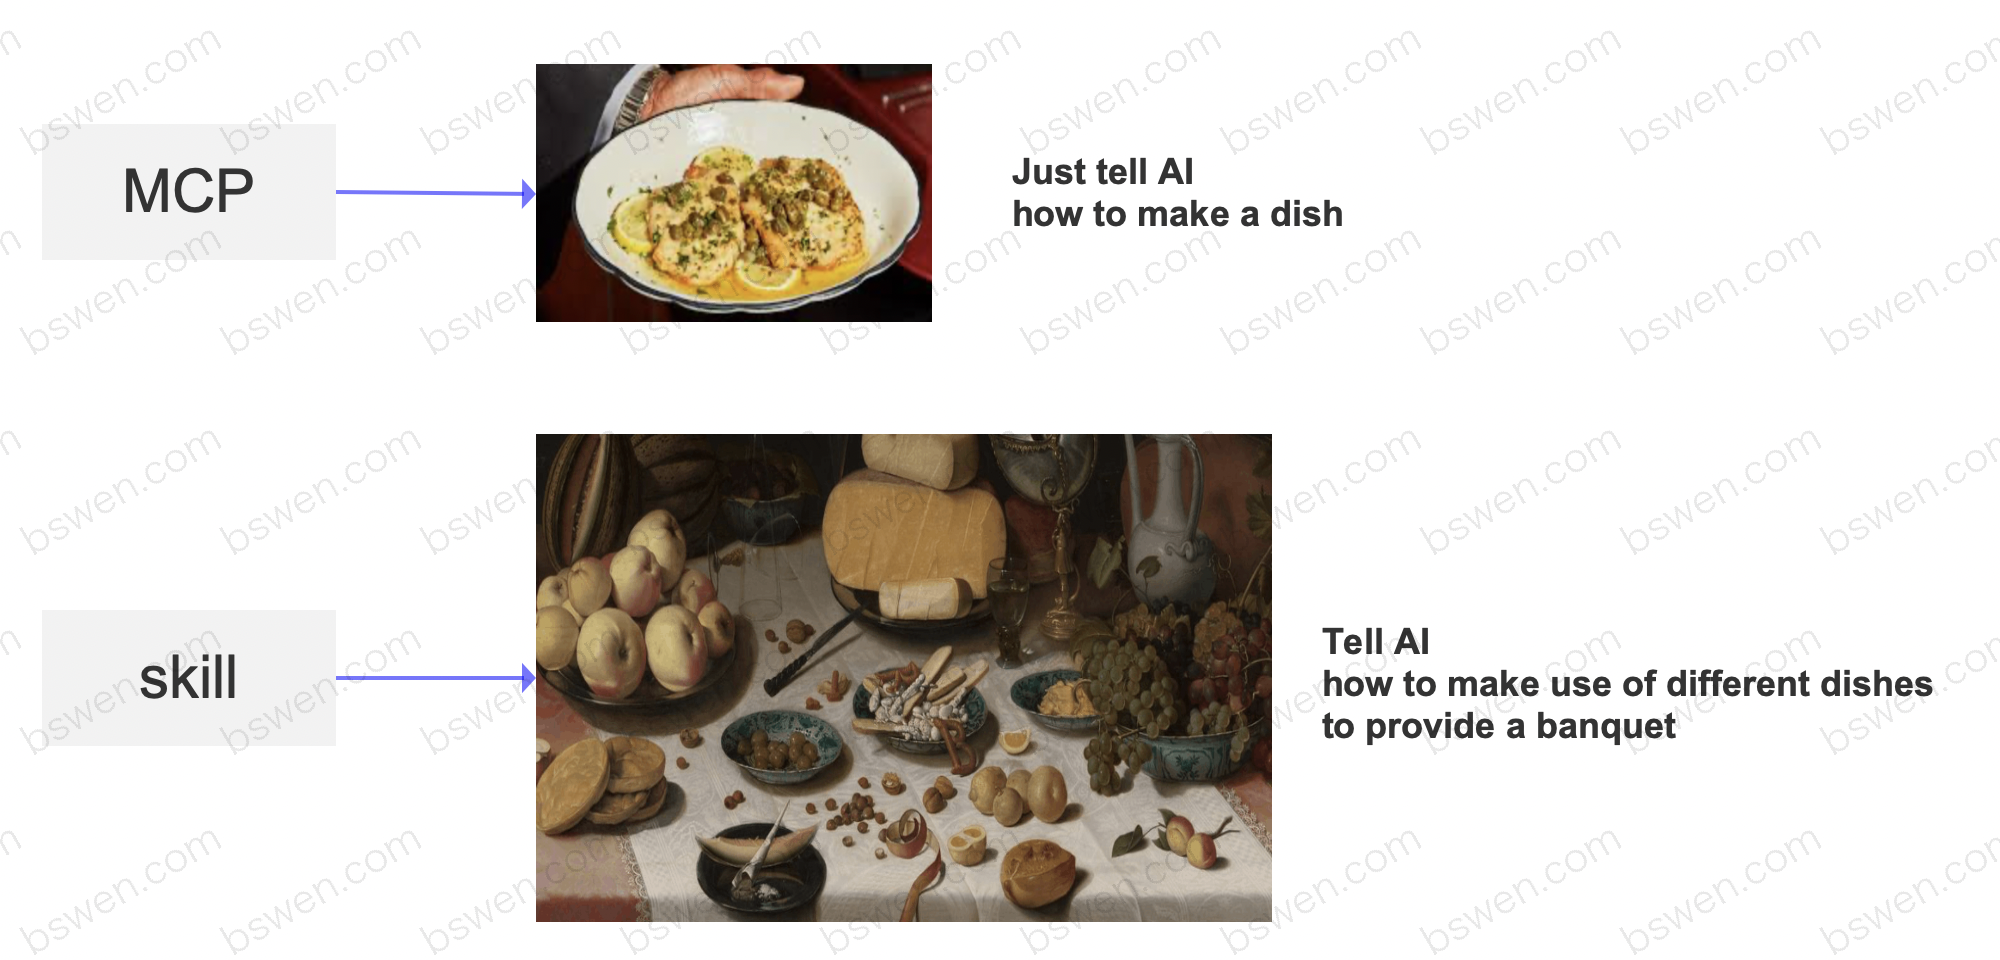 MCP
Just tell AI
how to make a dish
skill
Tell AI
how to make use of different dishes
to provide a banquet
bswen.com